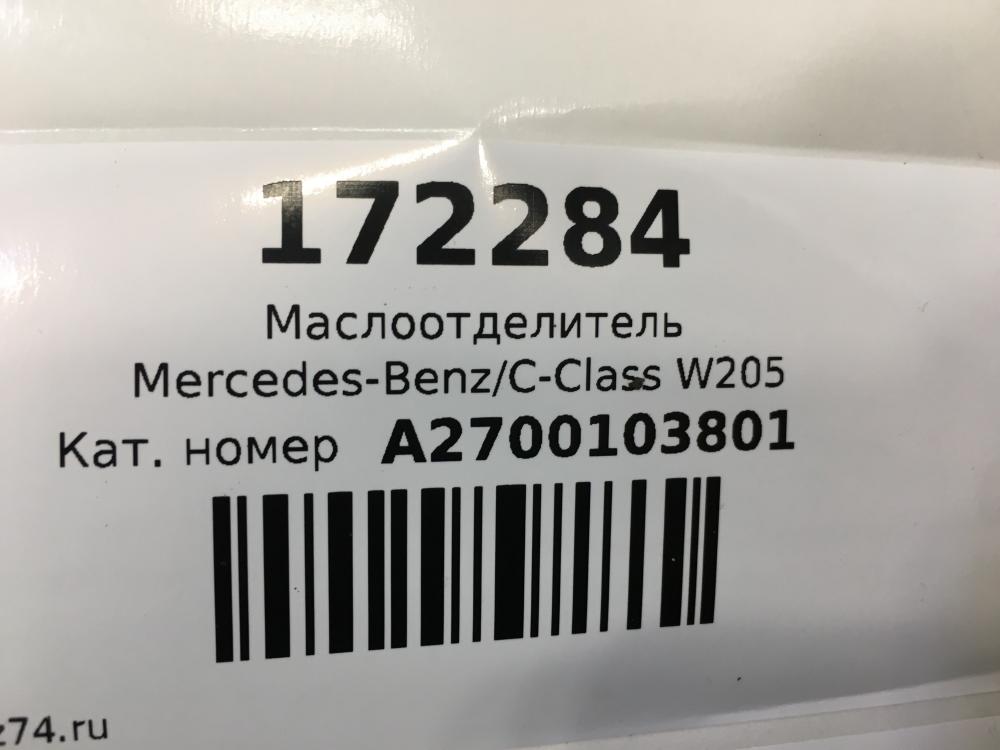 172284
Маслоотделитель
Mercedes-Benz/C-Class W205
Кат. номер A2700103801
z74.ru